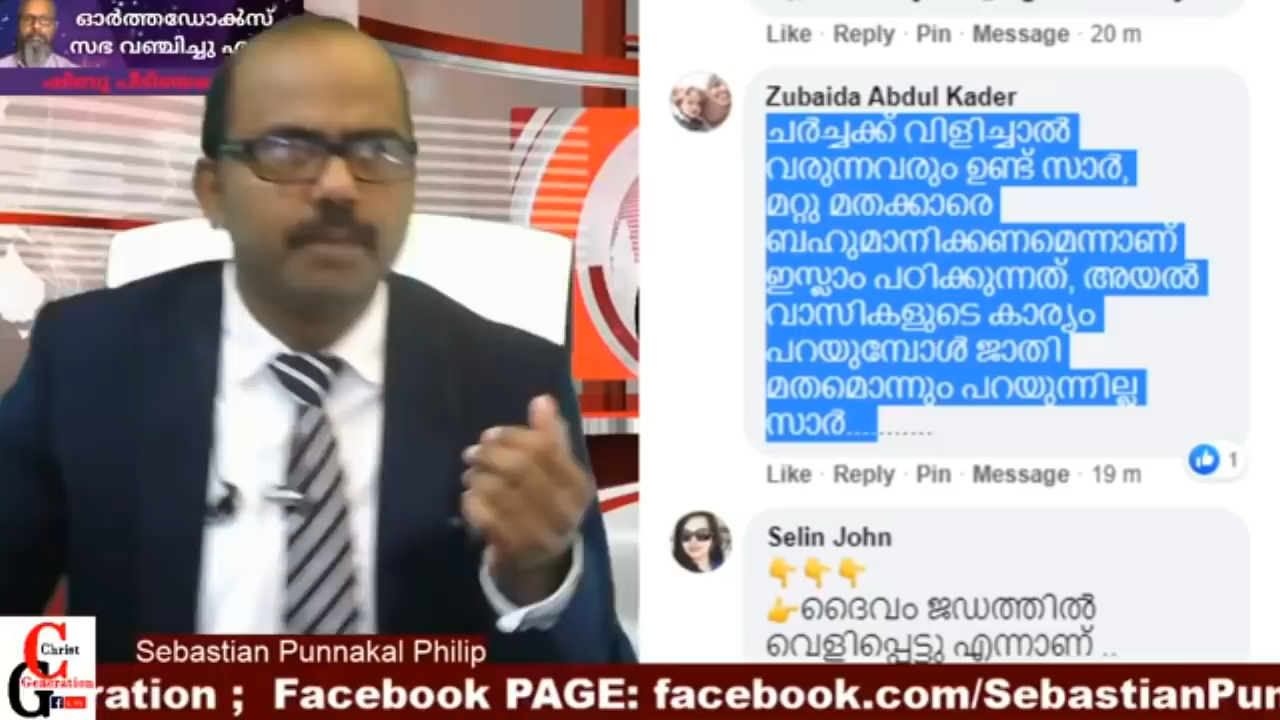 ഓർത്തഡോക്സ്
സഭ വഞ്ചിച്ചു
Like · Reply · Pin · Message · 20 m
Zubaida Abdul Kader
ചർച്ചക്ക് വിളിച്ചാൽ
വരുന്നവരും ഉണ്ട് സാർ,
മറ്റു മതക്കാരെ
ബഹുമാനിക്കണമെന്നാണ്
ഇസ്ലാം പഠിക്കുന്നത്, അയൽ
വാസികളുടെ കാര്യം
പറയുമ്പോൾ ജാതി
മതമൊന്നും പറയുന്നില്ല
സാർ............
1
Like · Reply · Pin · Message · 19 m
Selin John
👇👇👇
👉ദൈവം ജഡത്തിൽ
വെളിപ്പെട്ടു എന്നാണ് ..
Christ
Generation
Sebastian Punnakal Philip
ration ; Facebook PAGE: facebook.com/SebastianPun